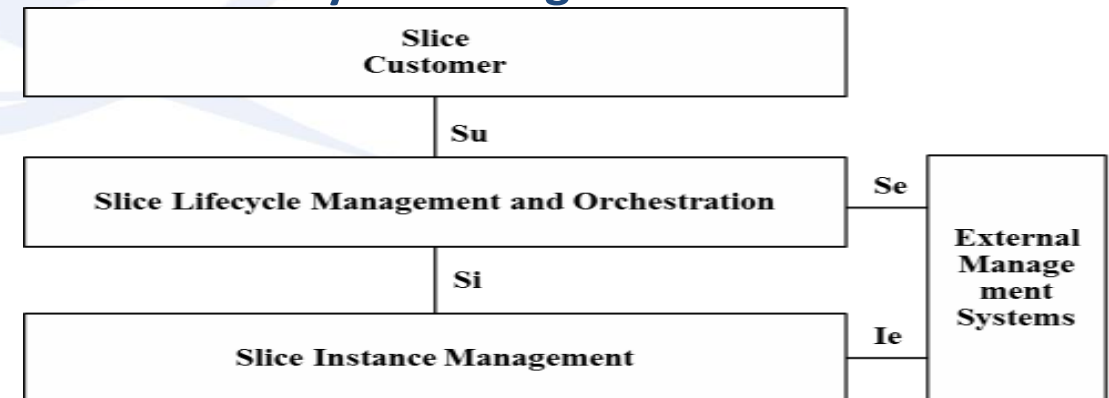 Slice
Customer
Su
Slice Lifecycle Management and Orchestration
Se
External
Manage
ment
Systems
Si
Slice Instance Management
Ie